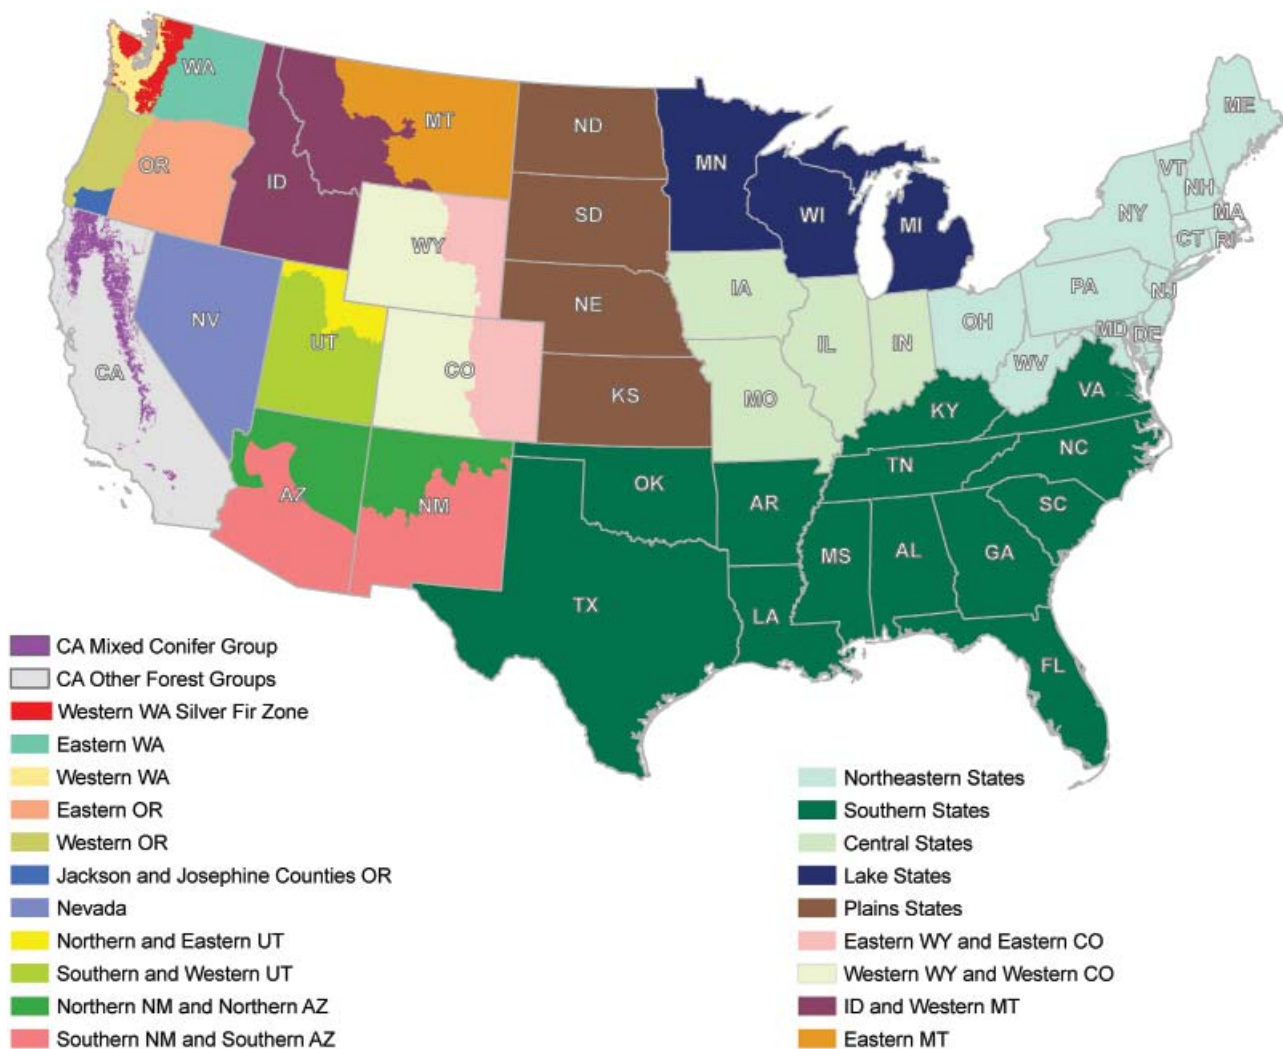 WA
MT
ND
MN
ME
VT
NH
OR
ID
SD
WI
MI
NY
MA
CT
RI
WY
IA
PA
NJ
NE
OH
MD
DE
NV
UT
CO
IL
IN
WV
CA
KS
MO
KY
VA
AZ
NM
OK
AR
TN
NC
SC
MS
AL
GA
TX
LA
FL
CA Mixed Conifer Group
CA Other Forest Groups
Western WA Silver Fir Zone
Eastern WA
Western WA
Eastern OR
Western OR
Jackson and Josephine Counties OR
Nevada
Northern and Eastern UT
Southern and Western UT
Northern NM and Northern AZ
Southern NM and Southern AZ
Northeastern States
Southern States
Central States
Lake States
Plains States
Eastern WY and Eastern CO
Western WY and Western CO
ID and Western MT
Eastern MT